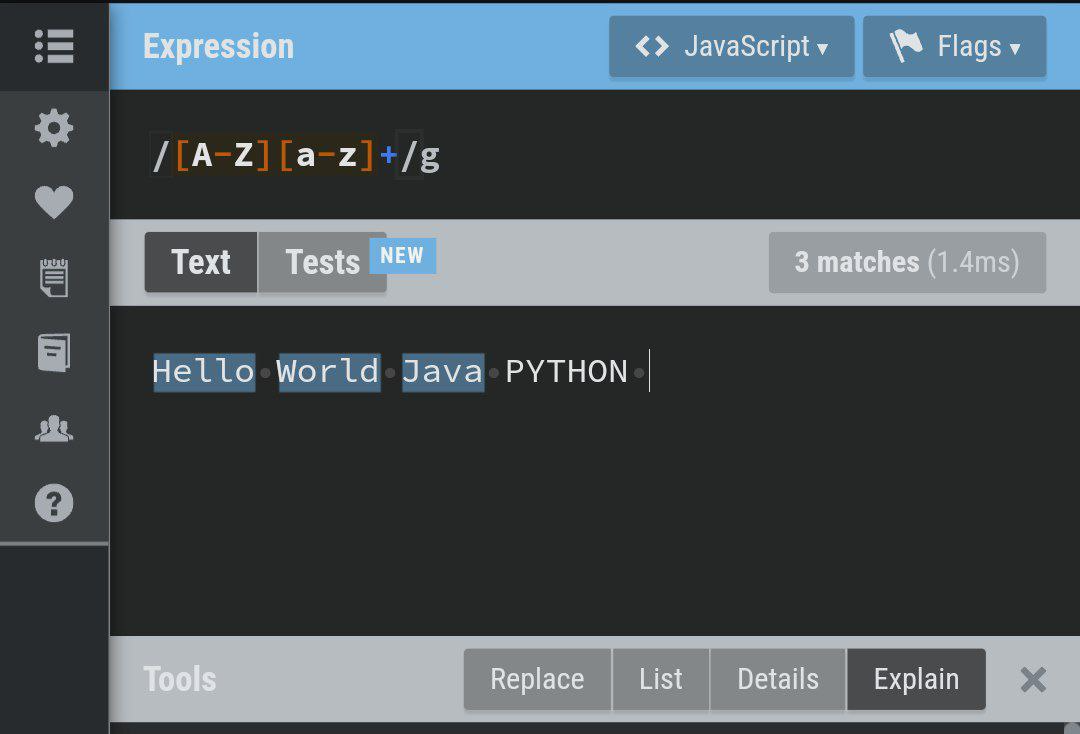 Expression <> JavaScript ▾ Flags ▾
/[A-Z][a-z]+/g
Text Tests NEW 3 matches (1.4ms)
Hello World Java PYTHON
Tools Replace List Details Explain ✕